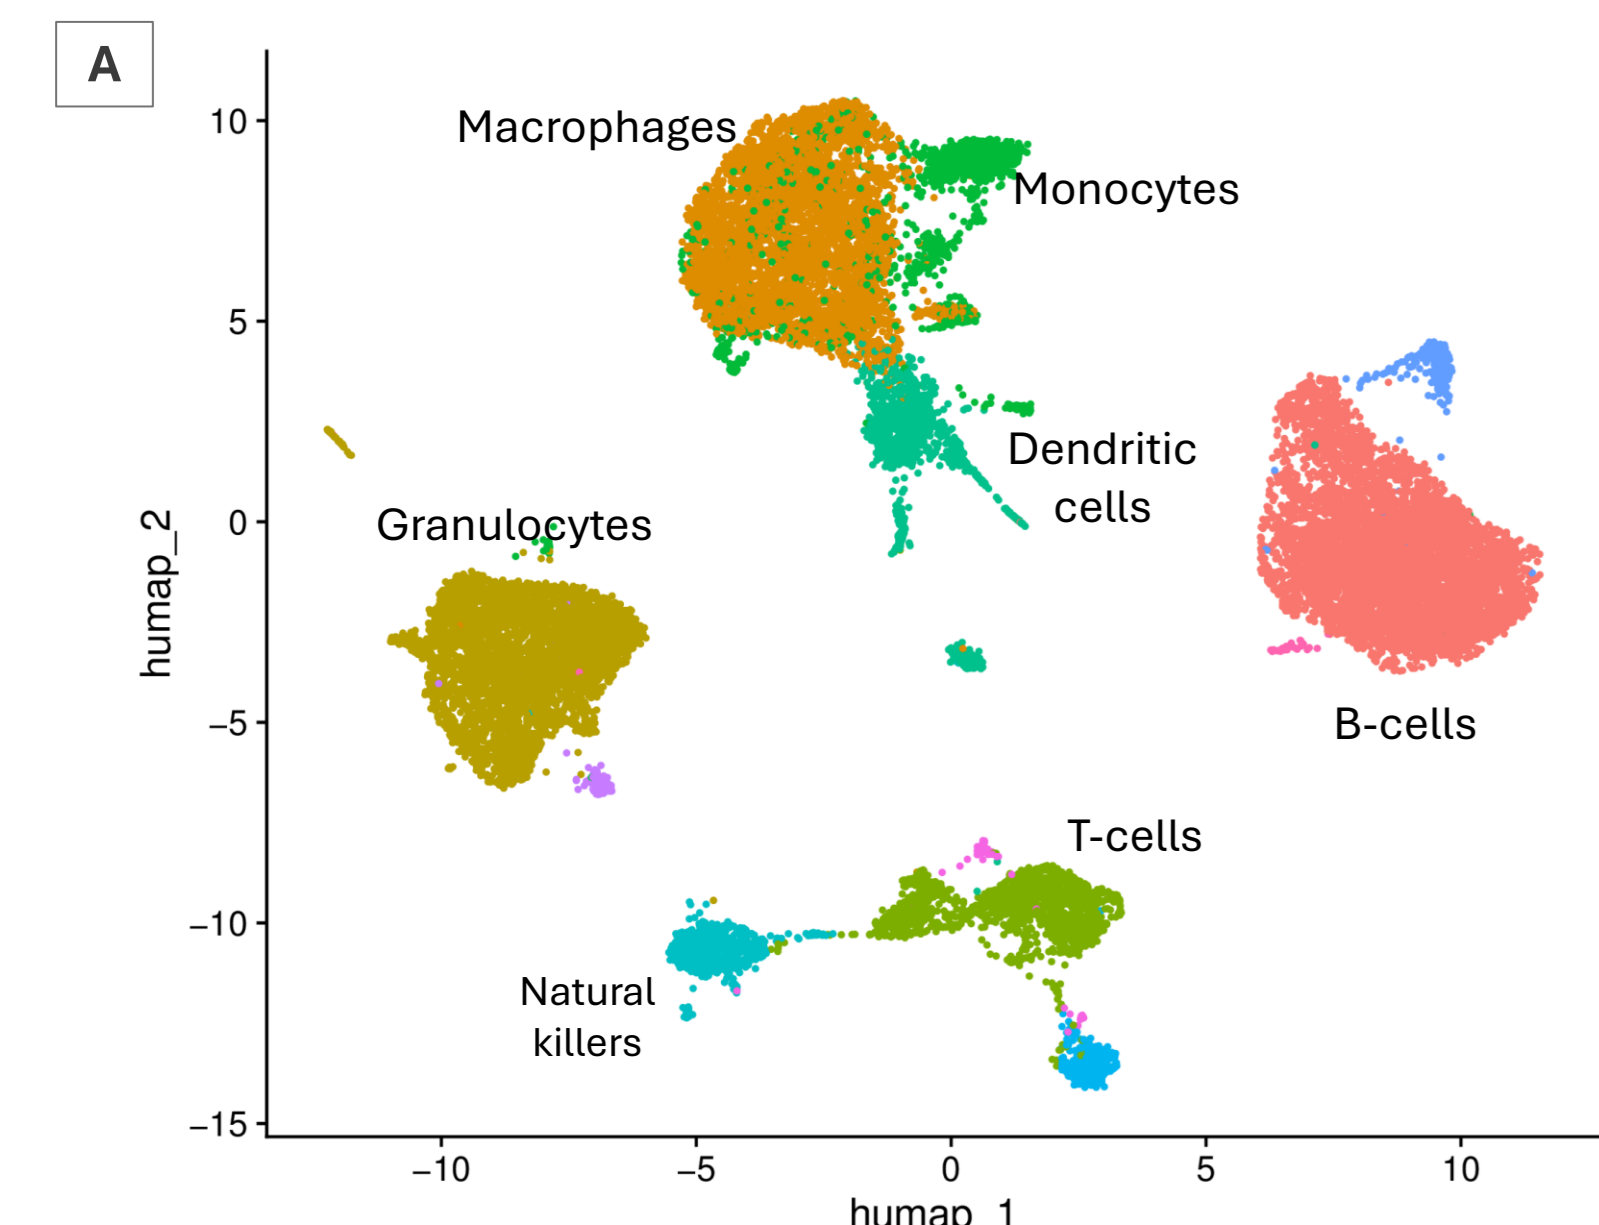 A
Macrophages
Monocytes
Dendritic
cells
Granulocytes
B-cells
T-cells
Natural
killers
10
5
0
−5
−10
−15
humap_2
−10
−5
0
5
10
humap_1